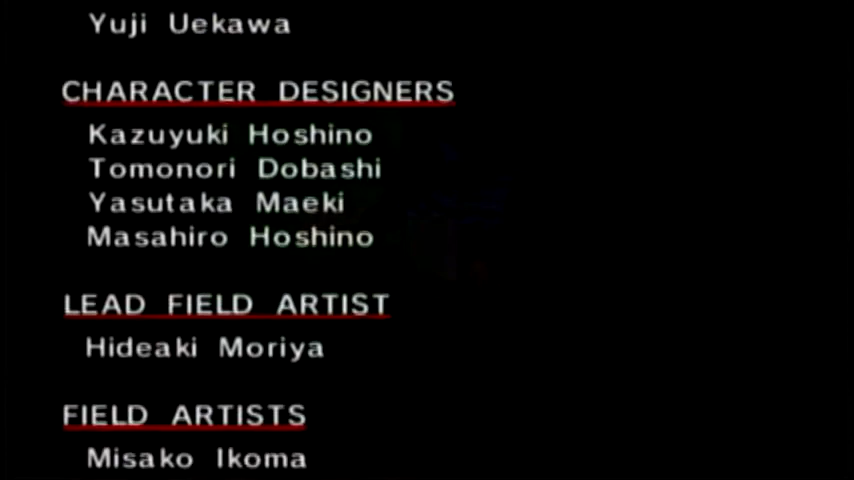 Yuji Uekawa
CHARACTER DESIGNERS
Kazuyuki Hoshino
Tomonori Dobashi
Yasutaka Maeki
Masahiro Hoshino
LEAD FIELD ARTIST
Hideaki Moriya
FIELD ARTISTS
Misako Ikoma